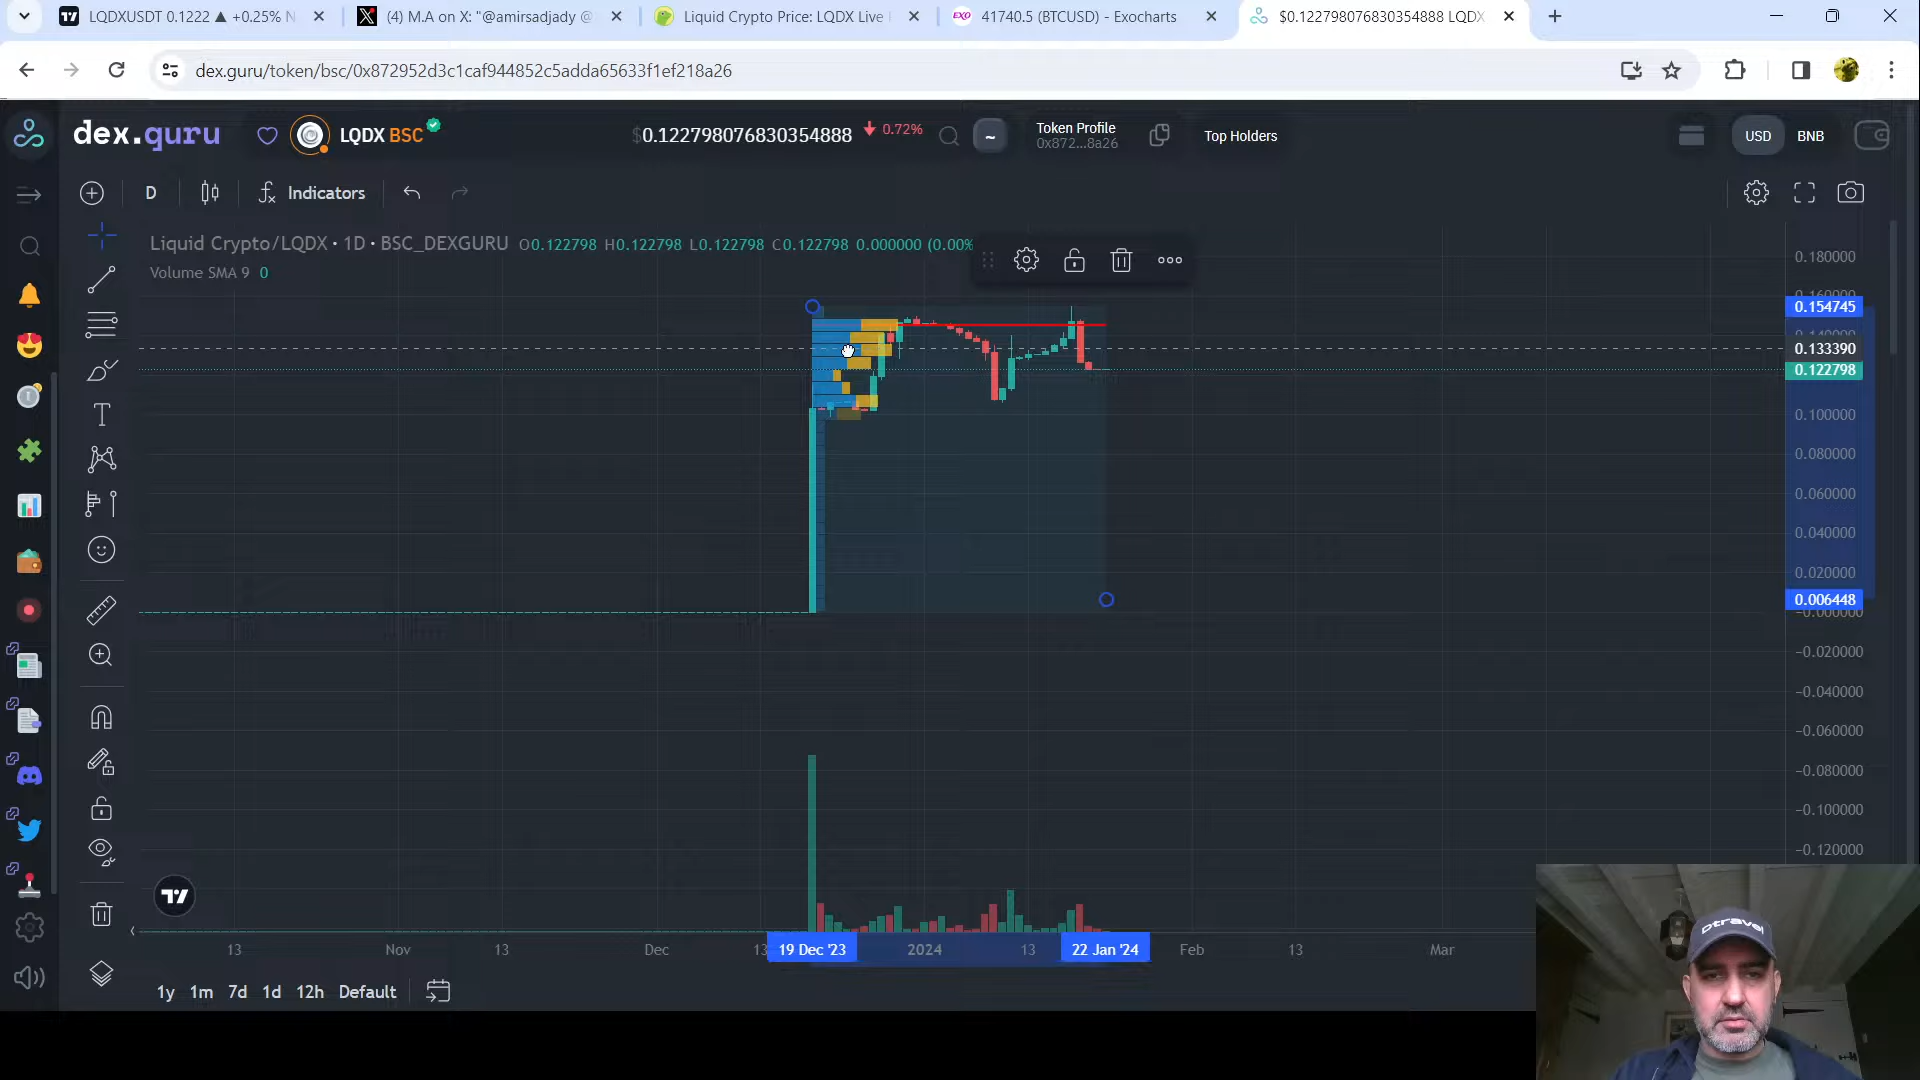 LQDXUSDT 0.1222 ▲ +0.25% N
(4) M.A on X: "@amirsadjady @
Liquid Crypto Price: LQDX Live
EXO 41740.5 (BTCUSD) - Exocharts
$0.122798076830354888 LQDX
dex.guru/token/bsc/0x872952d3c1caf944852c5adda65633f1ef218a26
dex.guru
LQDX BSC
$0.122798076830354888
0.72%
~
Token Profile
0x872...8a26
Top Holders
USD
BNB
D
Indicators
Liquid Crypto/LQDX • 1D • BSC_DEXGURU O0.122798 H0.122798 L0.122798 C0.122798 0.000000 (0.00%
Volume SMA 9 0
0.180000
0.154745
0.133390
0.122798
0.100000
0.080000
0.060000
0.040000
0.020000
0.006448
−0.020000
−0.040000
−0.060000
−0.080000
−0.100000
−0.120000
13
Nov
13
Dec
13
19 Dec '23
2024
13
22 Jan '24
Feb
13
Mar
1y 1m 7d 1d 12h Default
Dtravel